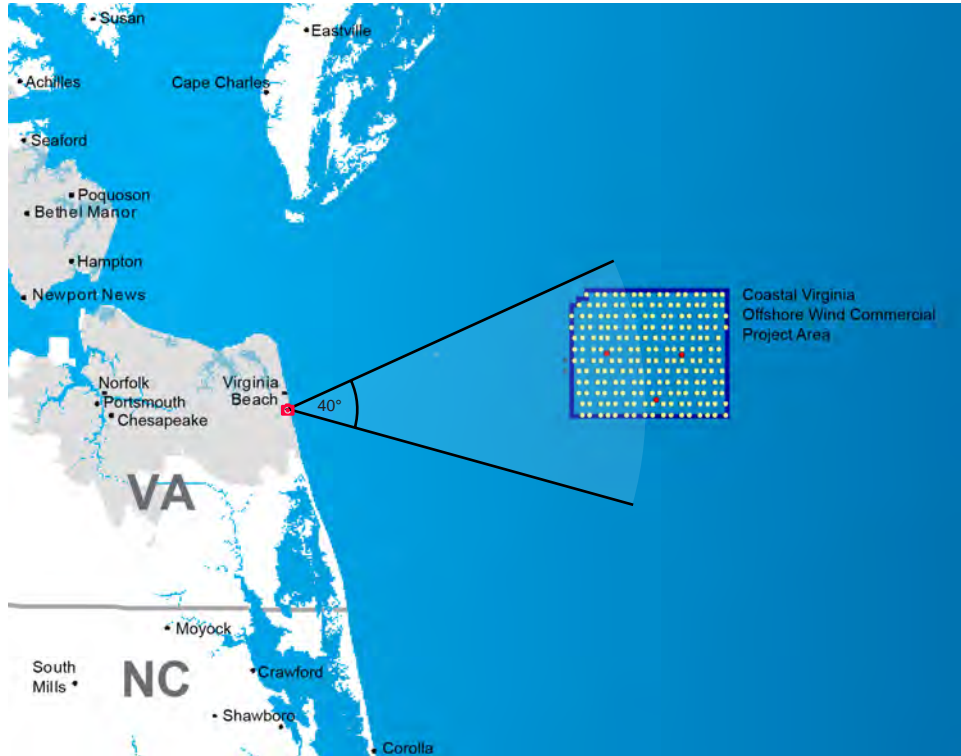 Susan
Eastville
Achilles
Cape Charles
Seaford
Poquoson
Bethel Manor
Hampton
Newport News
Coastal Virginia
Offshore Wind Commercial
Project Area
Norfolk
Virginia
Beach
Portsmouth
40°
Chesapeake
VA
Moyock
South
Mills
NC
Crawford
Shawboro
Corolla